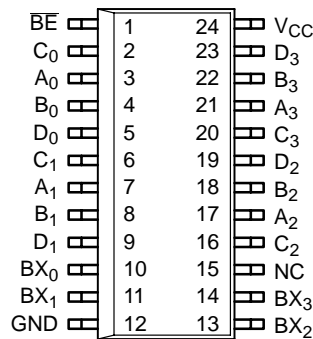 B̅E̅ 1 24 V_CC
C₀ 2 23 D₃
A₀ 3 22 B₃
B₀ 4 21 A₃
D₀ 5 20 C₃
C₁ 6 19 D₂
A₁ 7 18 B₂
B₁ 8 17 A₂
D₁ 9 16 C₂
BX₀ 10 15 NC
BX₁ 11 14 BX₃
GND 12 13 BX₂